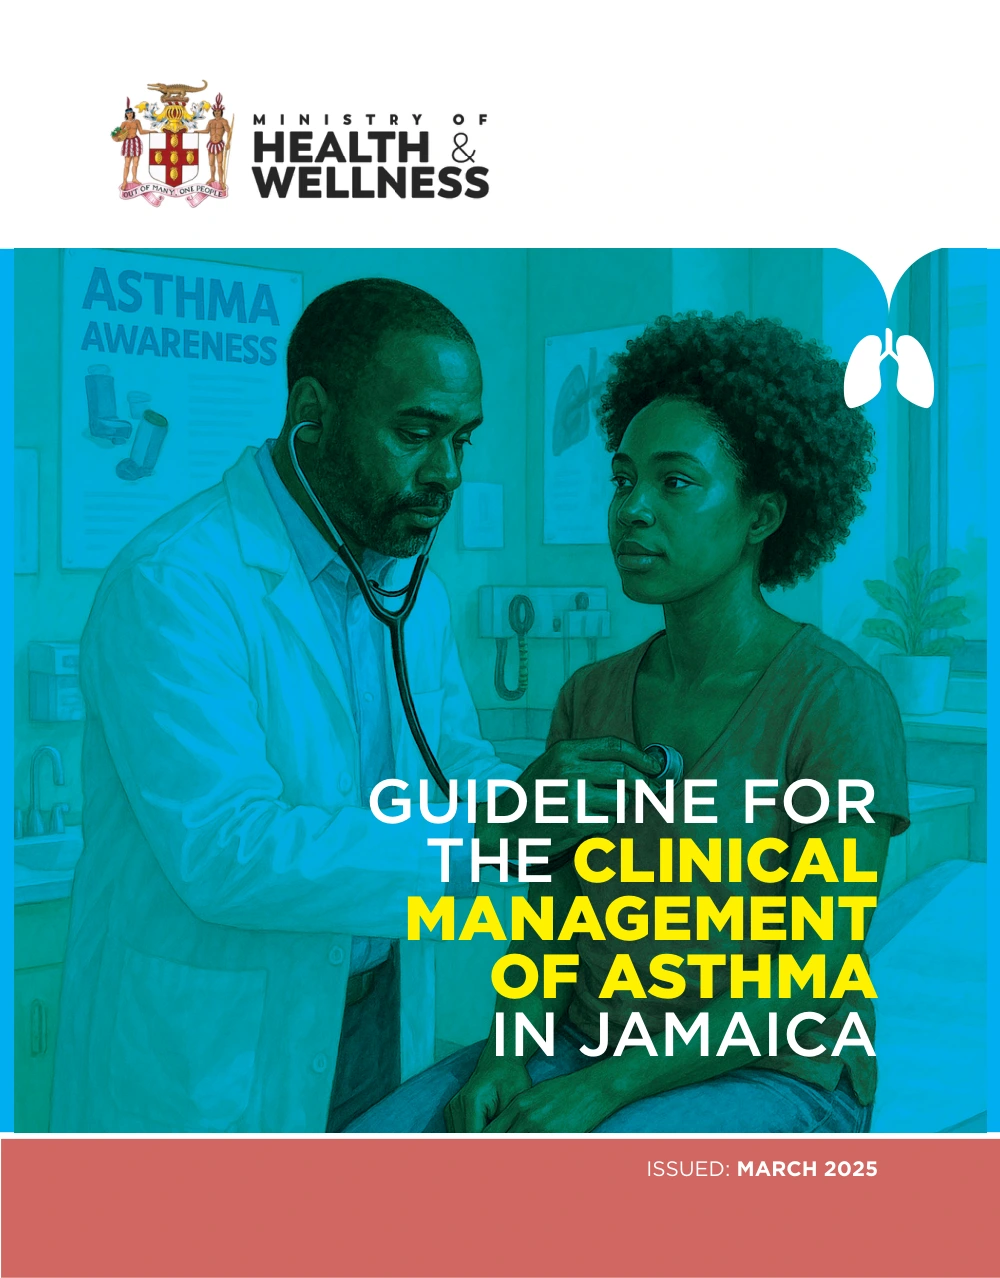 MINISTRY OF
HEALTH &
WELLNESS
OUT OF MANY, ONE PEOPLE
ASTHMA
AWARENESS
GUIDELINE FOR
THE CLINICAL
MANAGEMENT
OF ASTHMA
IN JAMAICA
ISSUED: MARCH 2025